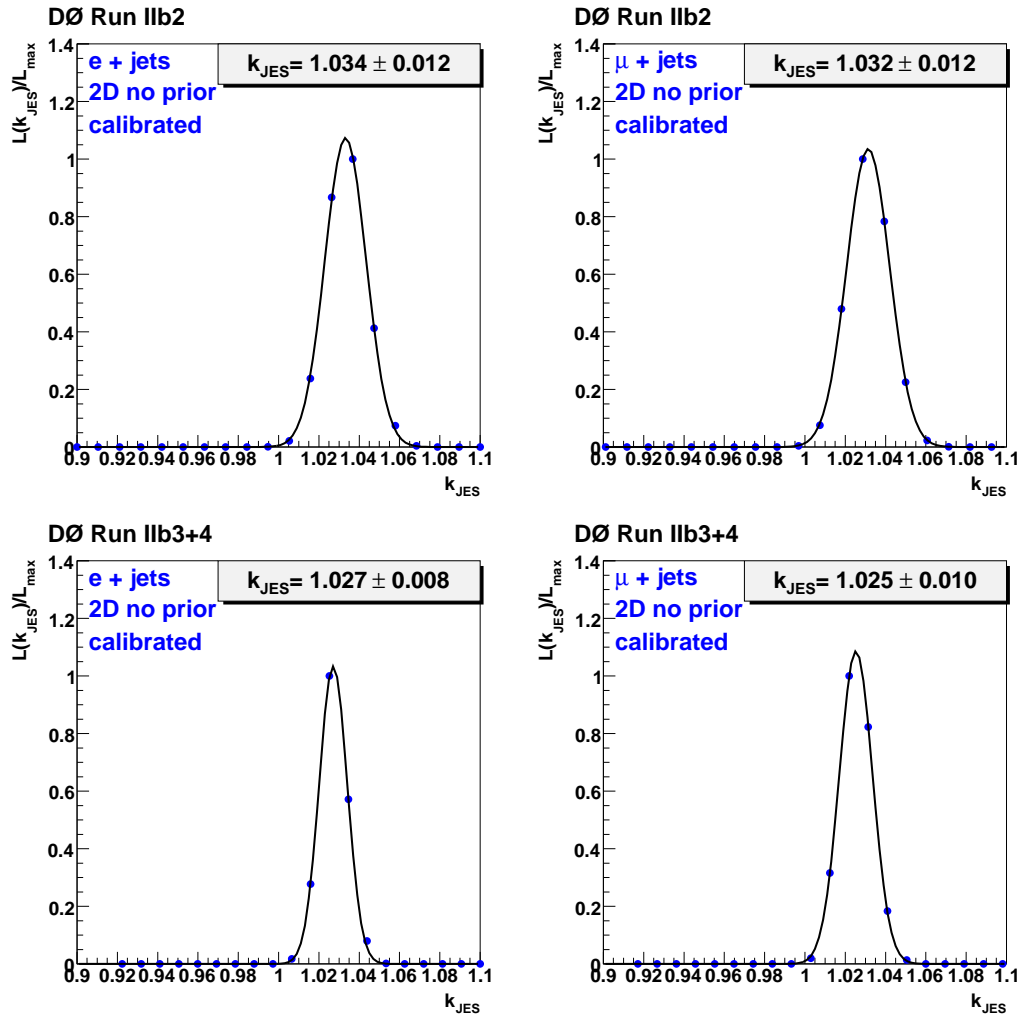 DØ Run IIb2
L(k_JES)/L_max
1.4
1.2
1
0.8
0.6
0.4
0.2
0
e + jets
2D no prior
calibrated
k_JES= 1.034 ± 0.012
0.9 0.92 0.94 0.96 0.98 1 1.02 1.04 1.06 1.08 1.1
k_JES
DØ Run IIb2
L(k_JES)/L_max
1.4
1.2
1
0.8
0.6
0.4
0.2
0
μ + jets
2D no prior
calibrated
k_JES= 1.032 ± 0.012
0.9 0.92 0.94 0.96 0.98 1 1.02 1.04 1.06 1.08 1.1
k_JES
DØ Run IIb3+4
L(k_JES)/L_max
1.4
1.2
1
0.8
0.6
0.4
0.2
0
e + jets
2D no prior
calibrated
k_JES= 1.027 ± 0.008
0.9 0.92 0.94 0.96 0.98 1 1.02 1.04 1.06 1.08 1.1
k_JES
DØ Run IIb3+4
L(k_JES)/L_max
1.4
1.2
1
0.8
0.6
0.4
0.2
0
μ + jets
2D no prior
calibrated
k_JES= 1.025 ± 0.010
0.9 0.92 0.94 0.96 0.98 1 1.02 1.04 1.06 1.08 1.1
k_JES